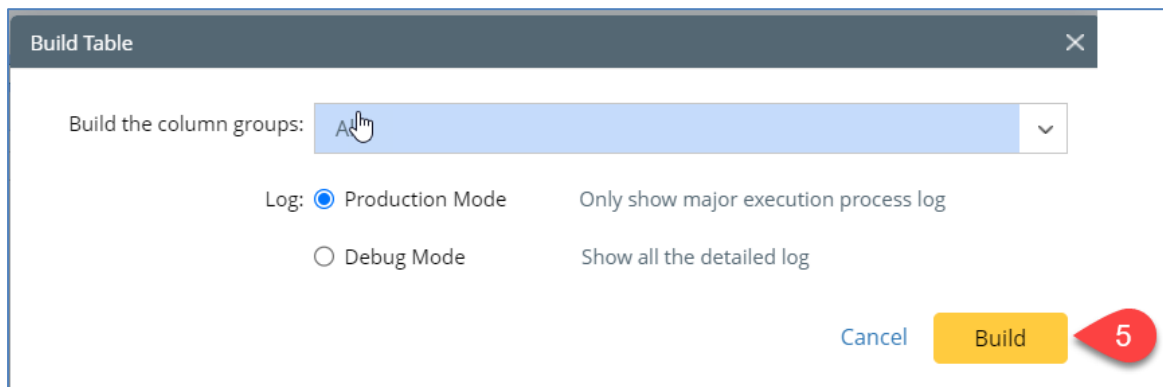 Build Table
Build the column groups:
Log: Production Mode Only show major execution process log
Debug Mode Show all the detailed log
Cancel Build 5